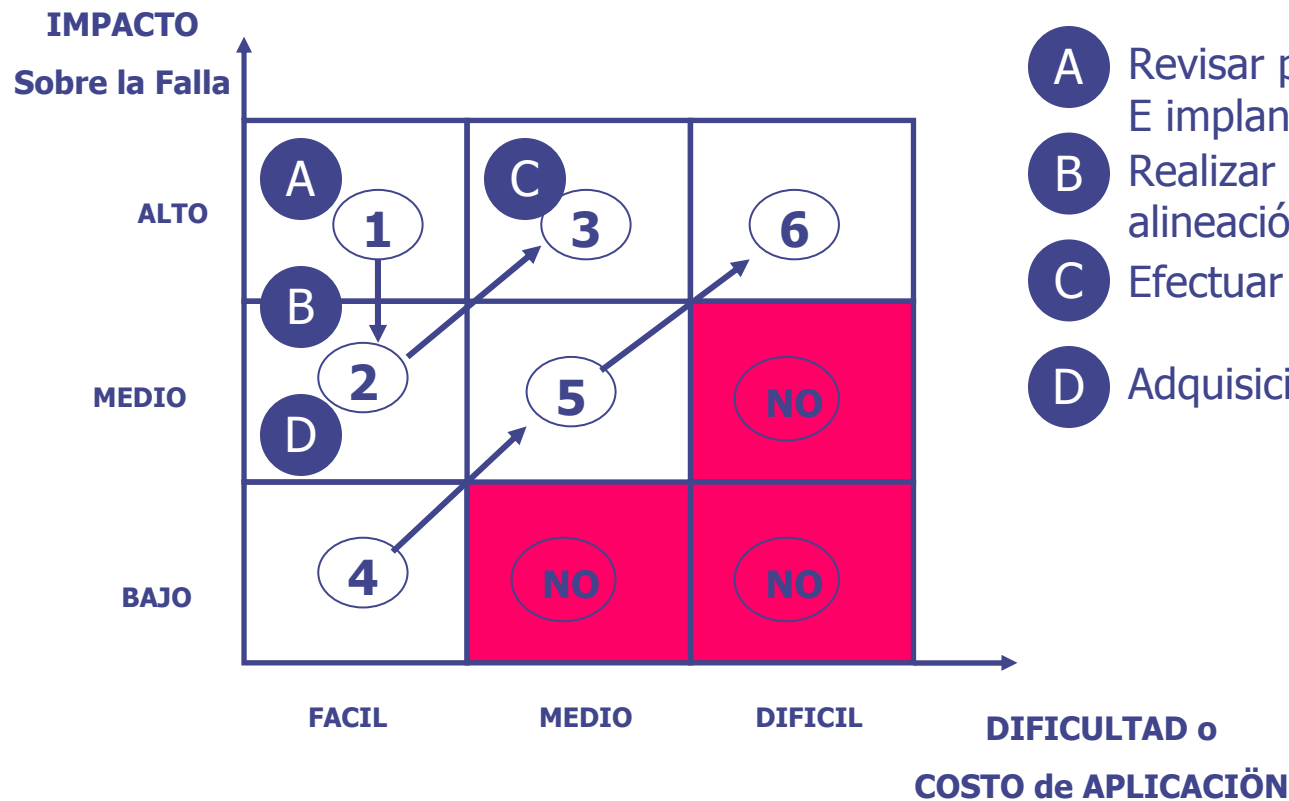 IMPACTO
Sobre la Falla
A Revisar p
E implan
B Realizar
alineació
C Efectuar
D Adquisici
ALTO
A
1
C
3
6
MEDIO
B
2
D
5
NO
BAJO
4
NO
NO
FACIL
MEDIO
DIFICIL
DIFICULTAD o
COSTO de APLICACIÖN